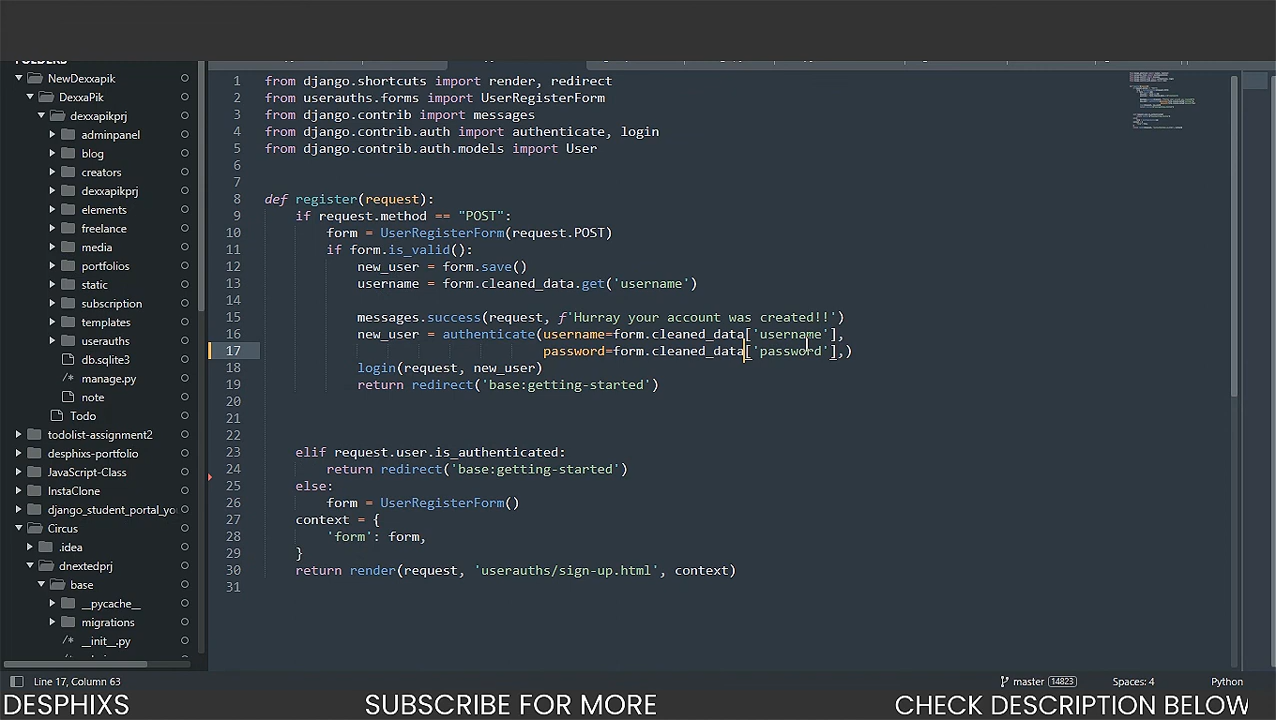 FOLDERS
NewDexxapik
DexxaPik
dexxapikprj
adminpanel
blog
creators
dexxapikprj
elements
freelance
media
portfolios
static
subscription
templates
userauths
db.sqlite3
manage.py
note
Todo
todolist-assignment2
desphixs-portfolio
JavaScript-Class
InstaClone
django_student_portal_yo
Circus
.idea
dnextedprj
base
__pycache__
migrations
__init__.py
1 from django.shortcuts import render, redirect
2 from userauths.forms import UserRegisterForm
3 from django.contrib import messages
4 from django.contrib.auth import authenticate, login
5 from django.contrib.auth.models import User
6
7
8 def register(request):
9 if request.method == "POST":
10 form = UserRegisterForm(request.POST)
11 if form.is_valid():
12 new_user = form.save()
13 username = form.cleaned_data.get('username')
14
15 messages.success(request, f'Hurray your account was created!!')
16 new_user = authenticate(username=form.cleaned_data['username'],
17 password=form.cleaned_data['password'],)
18 login(request, new_user)
19 return redirect('base:getting-started')
20
21
22
23 elif request.user.is_authenticated:
24 return redirect('base:getting-started')
25 else:
26 form = UserRegisterForm()
27 context = {
28 'form': form,
29 }
30 return render(request, 'userauths/sign-up.html', context)
31
Line 17, Column 63
master 14823
Spaces: 4
Python
DESPHIXS
SUBSCRIBE FOR MORE
CHECK DESCRIPTION BELOW